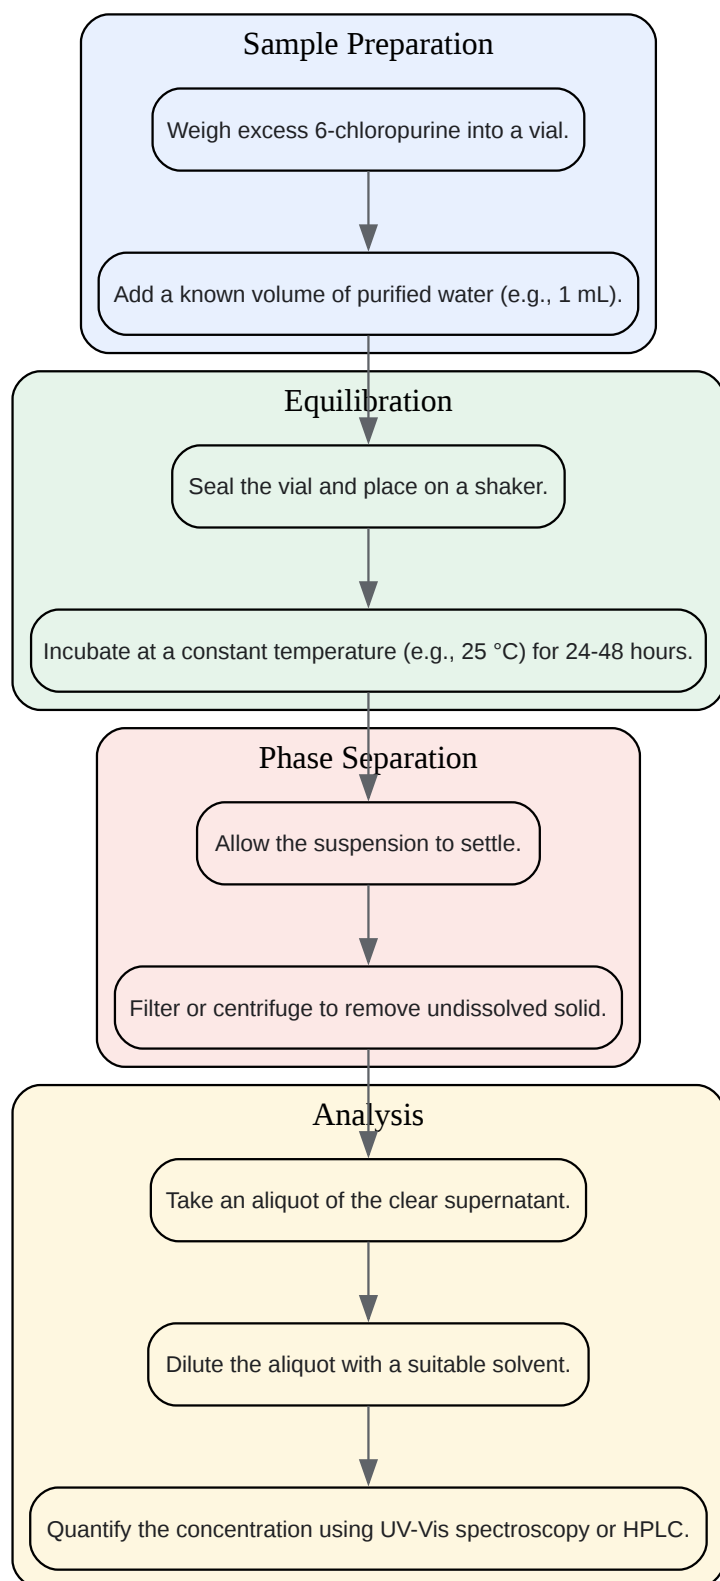 Sample Preparation
Weigh excess 6-chloropurine into a vial.
Add a known volume of purified water (e.g., 1 mL).
Equilibration
Seal the vial and place on a shaker.
Incubate at a constant temperature (e.g., 25 °C) for 24-48 hours.
Phase Separation
Allow the suspension to settle.
Filter or centrifuge to remove undissolved solid.
Analysis
Take an aliquot of the clear supernatant.
Dilute the aliquot with a suitable solvent.
Quantify the concentration using UV-Vis spectroscopy or HPLC.